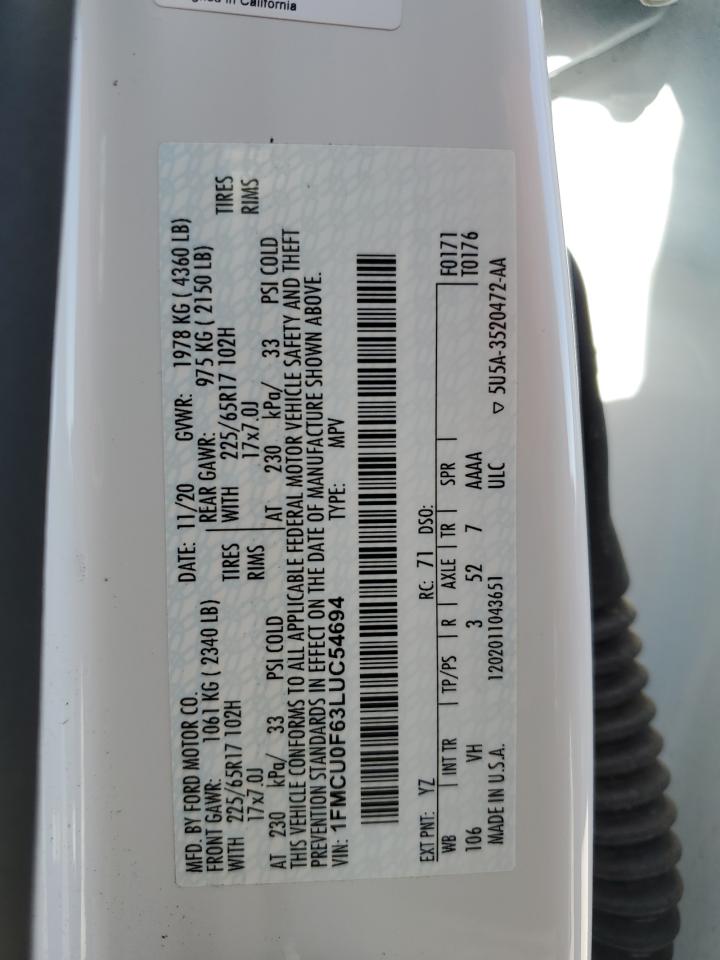 gned in California
MFD. BY FORD MOTOR CO. DATE: 11/20 GVWR: 1978 KG ( 4360 LB)
FRONT GAWR: 1061 KG ( 2340 LB) REAR GAWR: 975 KG ( 2150 LB)
WITH 225/65R17 102H TIRES WITH 225/65R17 102H TIRES
17x7.0J RIMS 17x7.0J RIMS
AT 230 kPa/ 33 PSI COLD AT 230 kPa/ 33 PSI COLD
THIS VEHICLE CONFORMS TO ALL APPLICABLE FEDERAL MOTOR VEHICLE SAFETY AND THEFT
PREVENTION STANDARDS IN EFFECT ON THE DATE OF MANUFACTURE SHOWN ABOVE.
VIN: 1FMCU0F63LUC54694 TYPE: MPV
EXT PNT: YZ RC: 71 DSO:
WB INT TR TP/PS R AXLE TR SPR F0171
106 VH 3 52 7 AAAA T0176
MADE IN U.S.A. 1202011043651 ULC
▽ 5U5A-3520472-AA